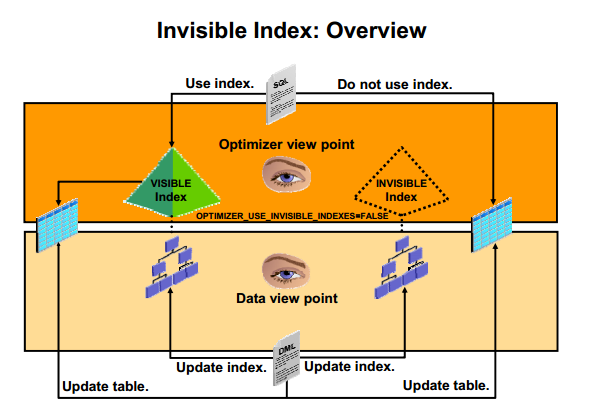 Invisible Index: Overview
SQL
Use index.
Do not use index.
Optimizer view point
VISIBLE
Index
INVISIBLE
Index
OPTIMIZER_USE_INVISIBLE_INDEXES=FALSE
Data view point
DML
Update index.
Update index.
Update table.
Update table.